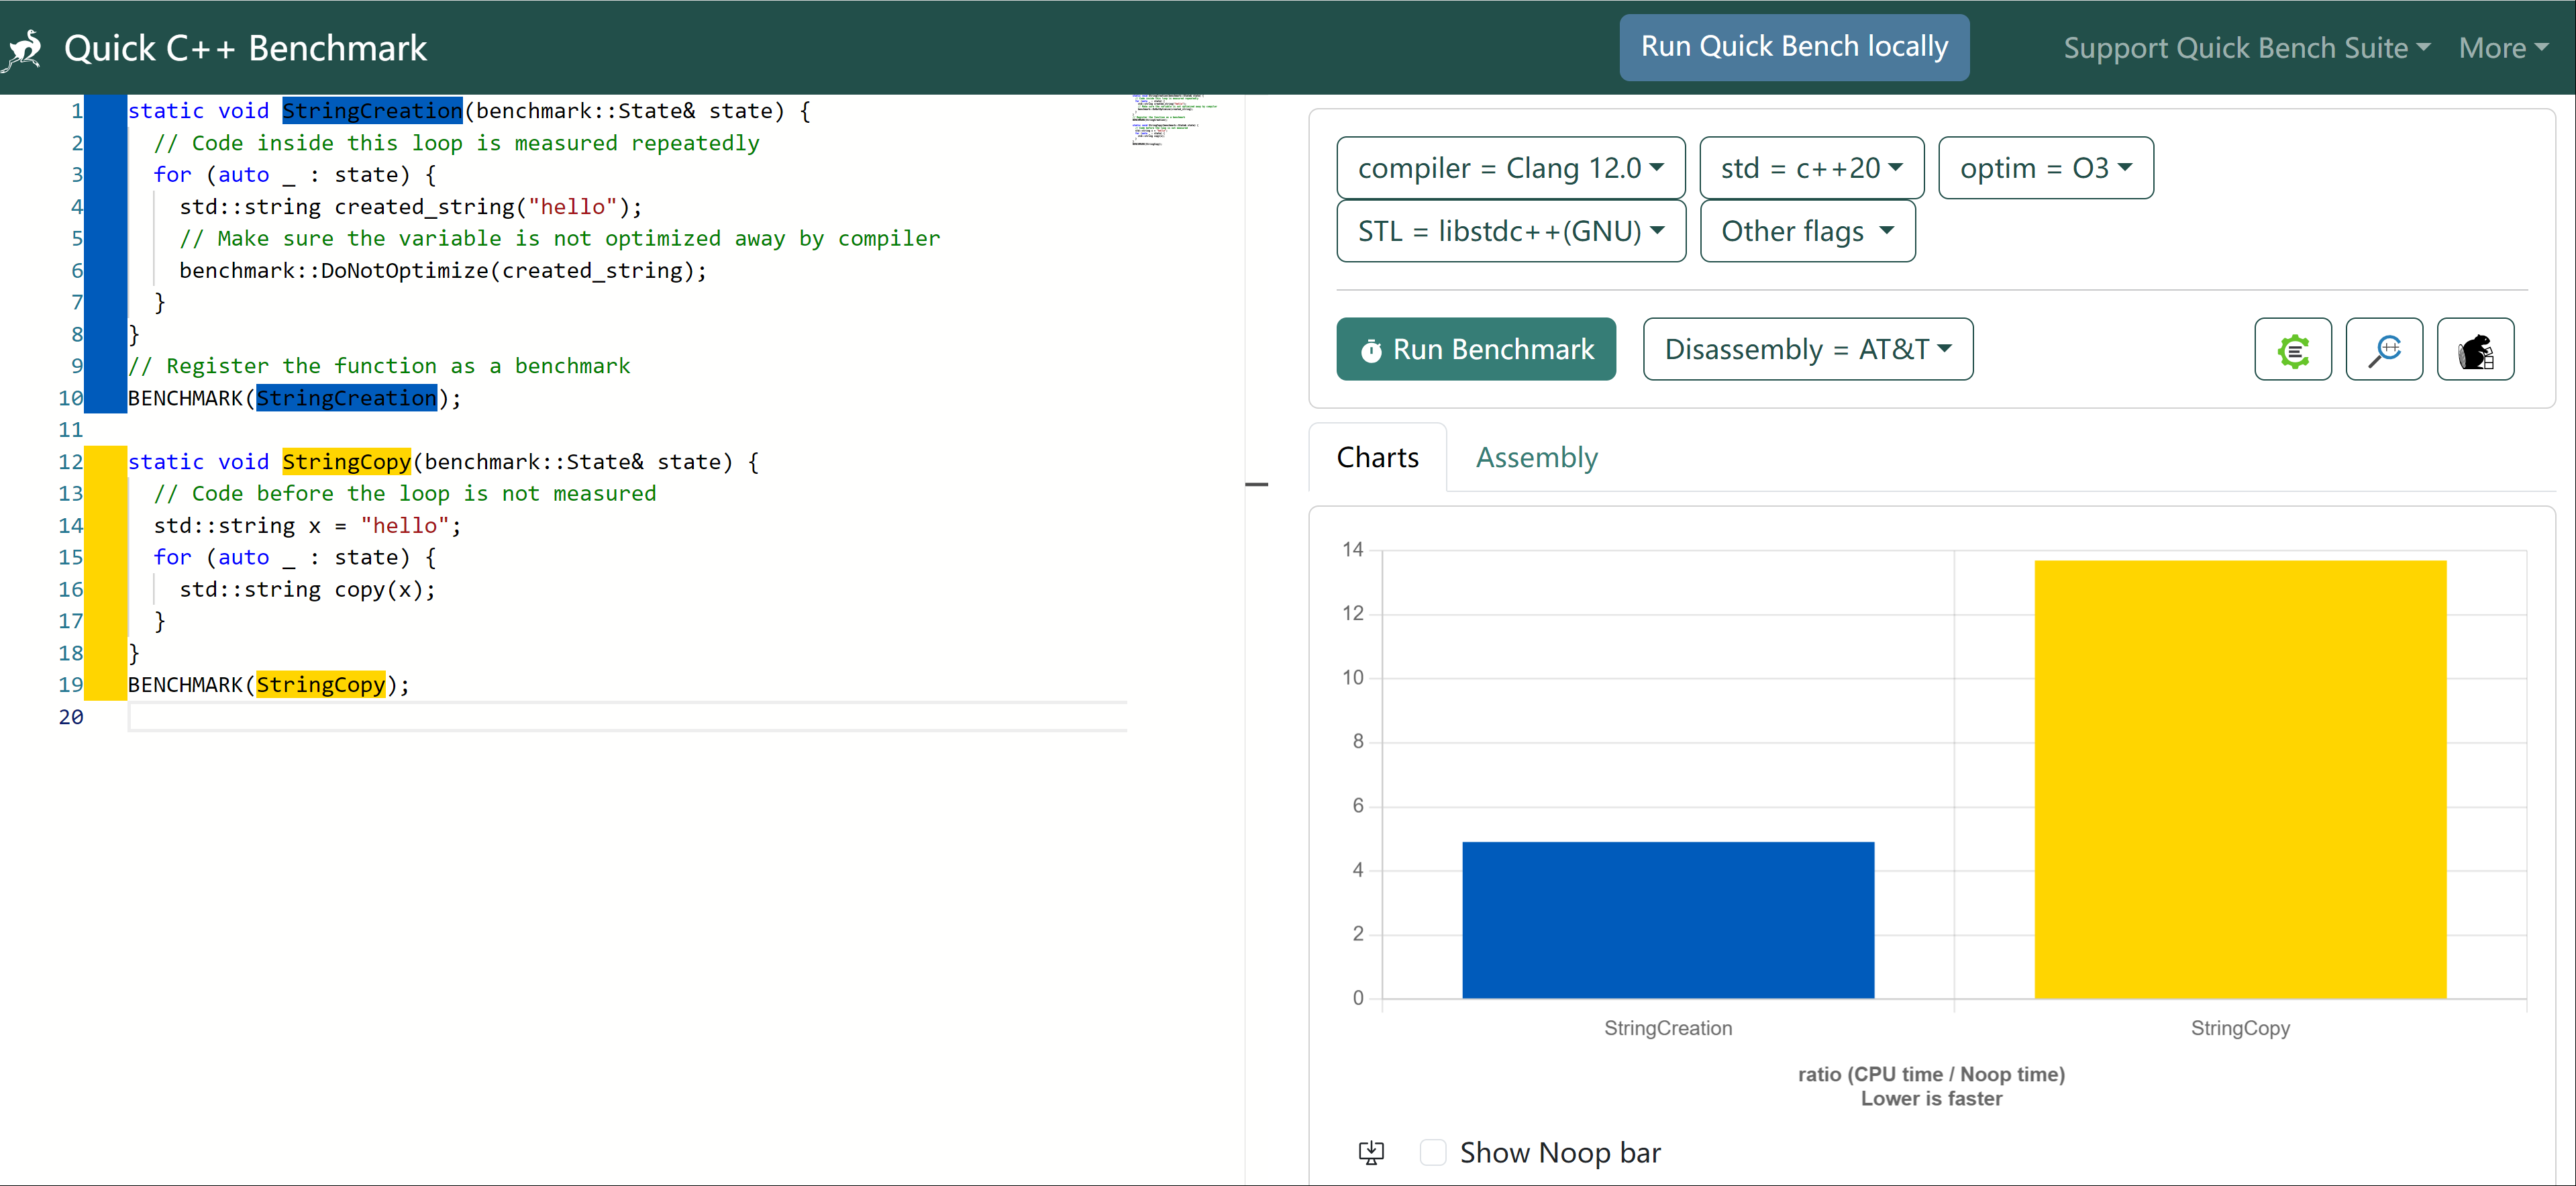 Quick C++ Benchmark
Run Quick Bench locally
Support Quick Bench Suite
More
1 static void StringCreation(benchmark::State& state) {
2   // Code inside this loop is measured repeatedly
3   for (auto _ : state) {
4     std::string created_string("hello");
5     // Make sure the variable is not optimized away by compiler
6     benchmark::DoNotOptimize(created_string);
7   }
8 }
9 // Register the function as a benchmark
10 BENCHMARK(StringCreation);
11
12 static void StringCopy(benchmark::State& state) {
13   // Code before the loop is not measured
14   std::string x = "hello";
15   for (auto _ : state) {
16     std::string copy(x);
17   }
18 }
19 BENCHMARK(StringCopy);
20
compiler = Clang 12.0
std = c++20
optim = O3
STL = libstdc++(GNU)
Other flags
Run Benchmark
Disassembly = AT&T
Charts
Assembly
14
12
10
8
6
4
2
0
StringCreation
StringCopy
ratio (CPU time / Noop time)
Lower is faster
Show Noop bar